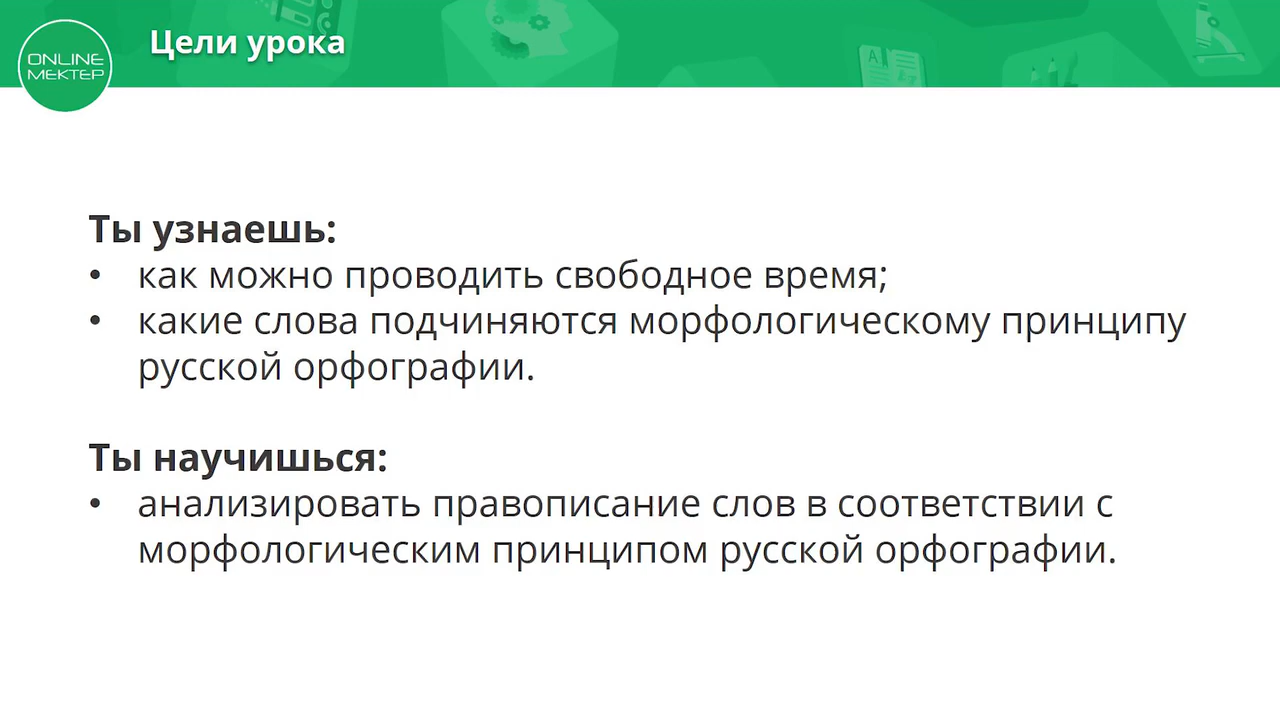 Цели урока
ONLINE
МЕКТЕР
Ты узнаешь:
• как можно проводить свободное время;
• какие слова подчиняются морфологическому принципу
русской орфографии.
Ты научишься:
• анализировать правописание слов в соответствии с
морфологическим принципом русской орфографии.